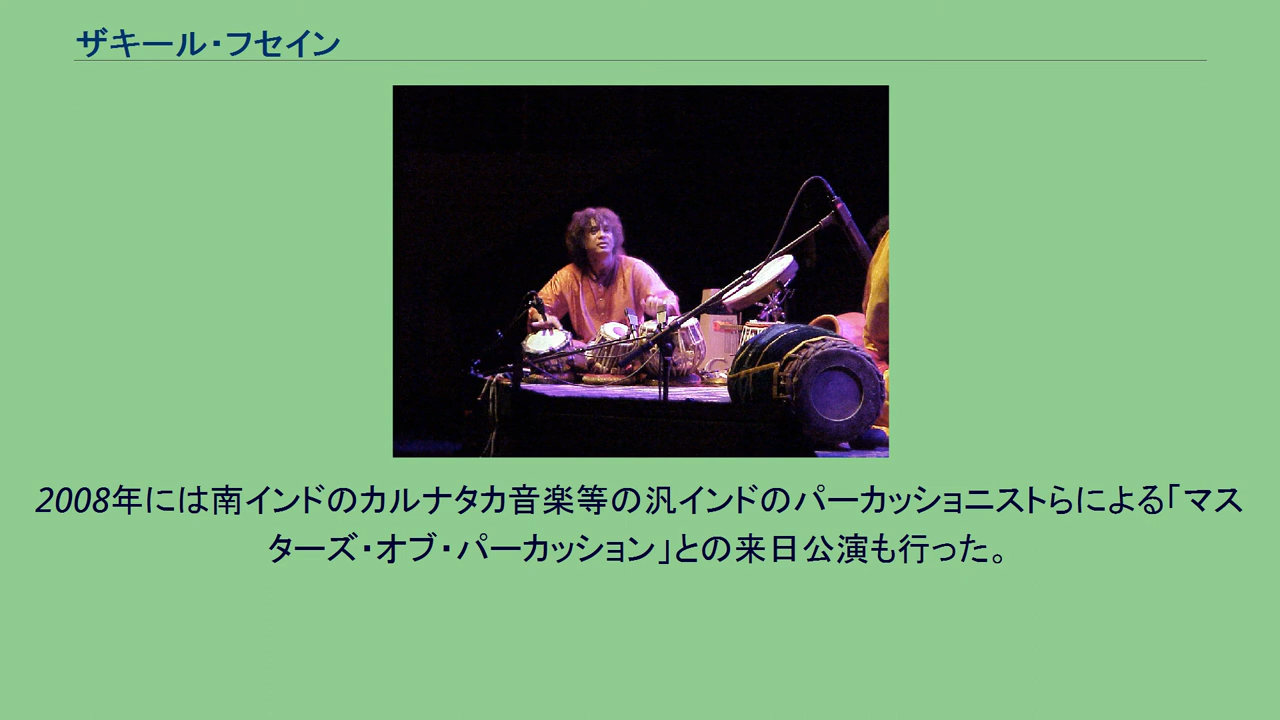 ザキール・フセイン
2008年には南インドのカルナタカ音楽等の汎インドのパーカッショニストらによる「マス
ターズ・オブ・パーカッション」との来日公演も行った。